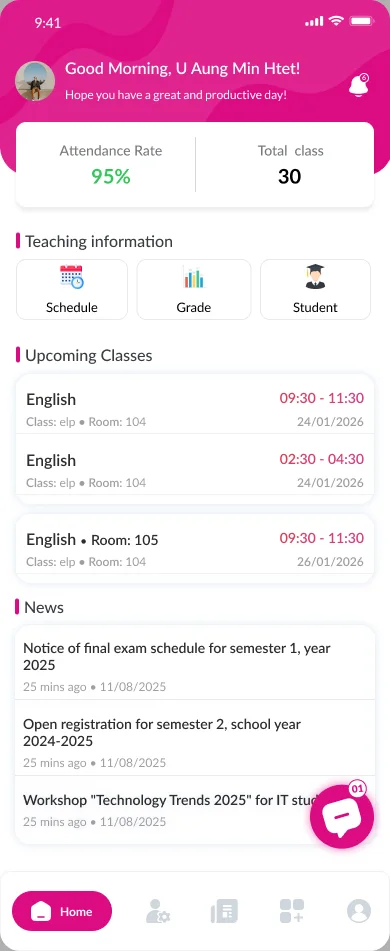 9:41
Good Morning, U Aung Min Htet!
6
Hope you have a great and productive day!
Attendance Rate
Total class
95%
30
Teaching information
Schedule
Grade
Student
Upcoming Classes
English
09:30 - 11:30
Class: elp • Room: 104
24/01/2026
English
02:30 - 04:30
Class: elp • Room: 104
24/01/2026
English • Room: 105
09:30 - 11:30
Class: elp • Room: 104
26/01/2026
News
Notice of final exam schedule for semester 1, year
2025
25 mins ago • 11/08/2025
Open registration for semester 2, school year
2024-2025
25 mins ago • 11/08/2025
Workshop "Technology Trends 2025" for IT stud
01
25 mins ago • 11/08/2025
Home